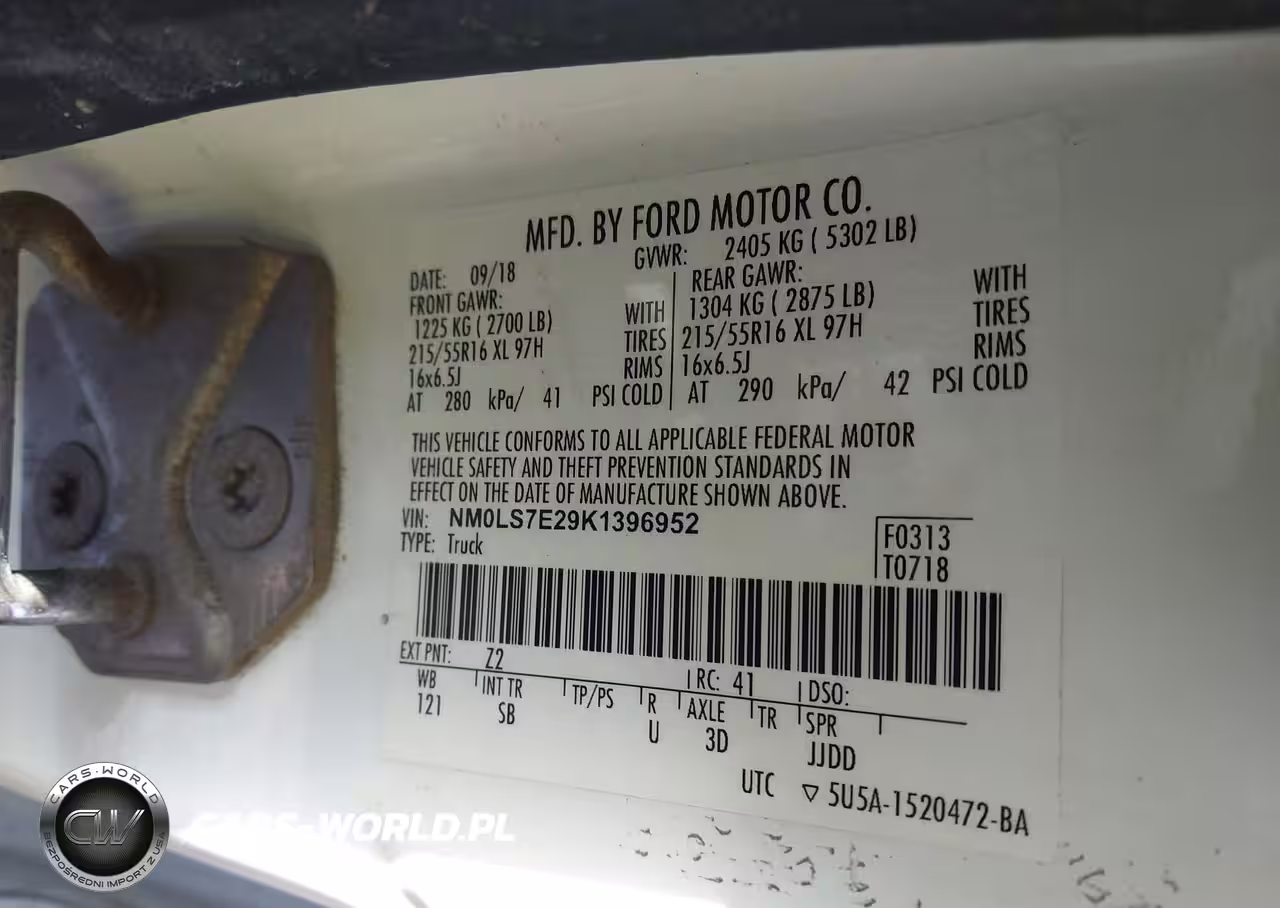 MFD. BY FORD MOTOR CO.
DATE: 09/18
GVWR: 2405 KG ( 5302 LB)
FRONT GAWR:
1225 KG ( 2700 LB) WITH
215/55R16 XL 97H TIRES
16x6.5J RIMS
AT 280 kPa/ 41 PSI COLD
REAR GAWR: WITH
1304 KG ( 2875 LB) TIRES
215/55R16 XL 97H RIMS
16x6.5J
AT 290 kPa/ 42 PSI COLD
THIS VEHICLE CONFORMS TO ALL APPLICABLE FEDERAL MOTOR
VEHICLE SAFETY AND THEFT PREVENTION STANDARDS IN
EFFECT ON THE DATE OF MANUFACTURE SHOWN ABOVE.
VIN: NM0LS7E29K1396952
TYPE: Truck
F0313
T0718
EXT PNT: Z2 RC: 41 DSO:
WB INT TR TP/PS R AXLE TR SPR
121 SB U 3D JJDD
UTC ▽ 5U5A-1520472-BA
CARS-WORLD
CW
BEZPOŚREDNI IMPORT Z USA
CARS-WORLD.PL